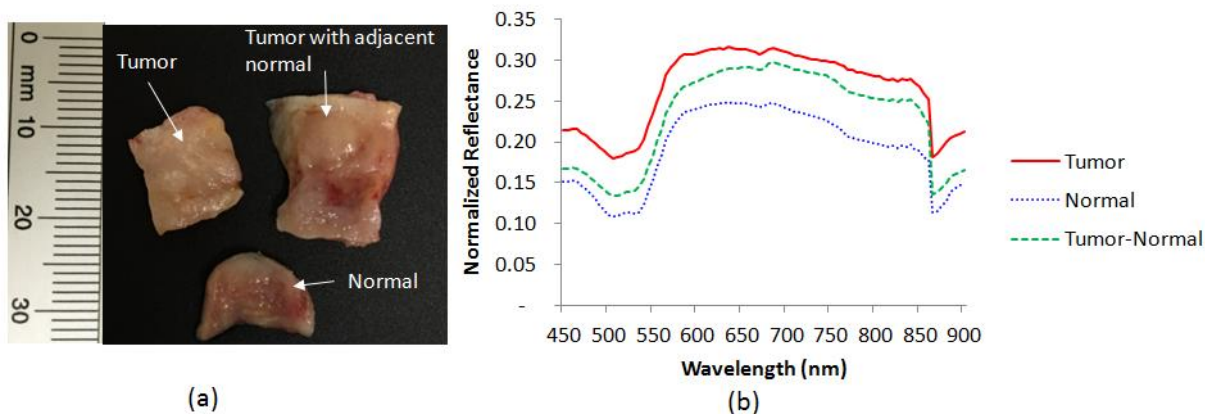 0
mm
10
20
30
Tumor
Tumor with adjacent
normal
Normal
(a)
Normalized Reflectance
0.35
0.30
0.25
0.20
0.15
0.10
0.05
-
450 500 550 600 650 700 750 800 850 900
Wavelength (nm)
Tumor
Normal
Tumor-Normal
(b)